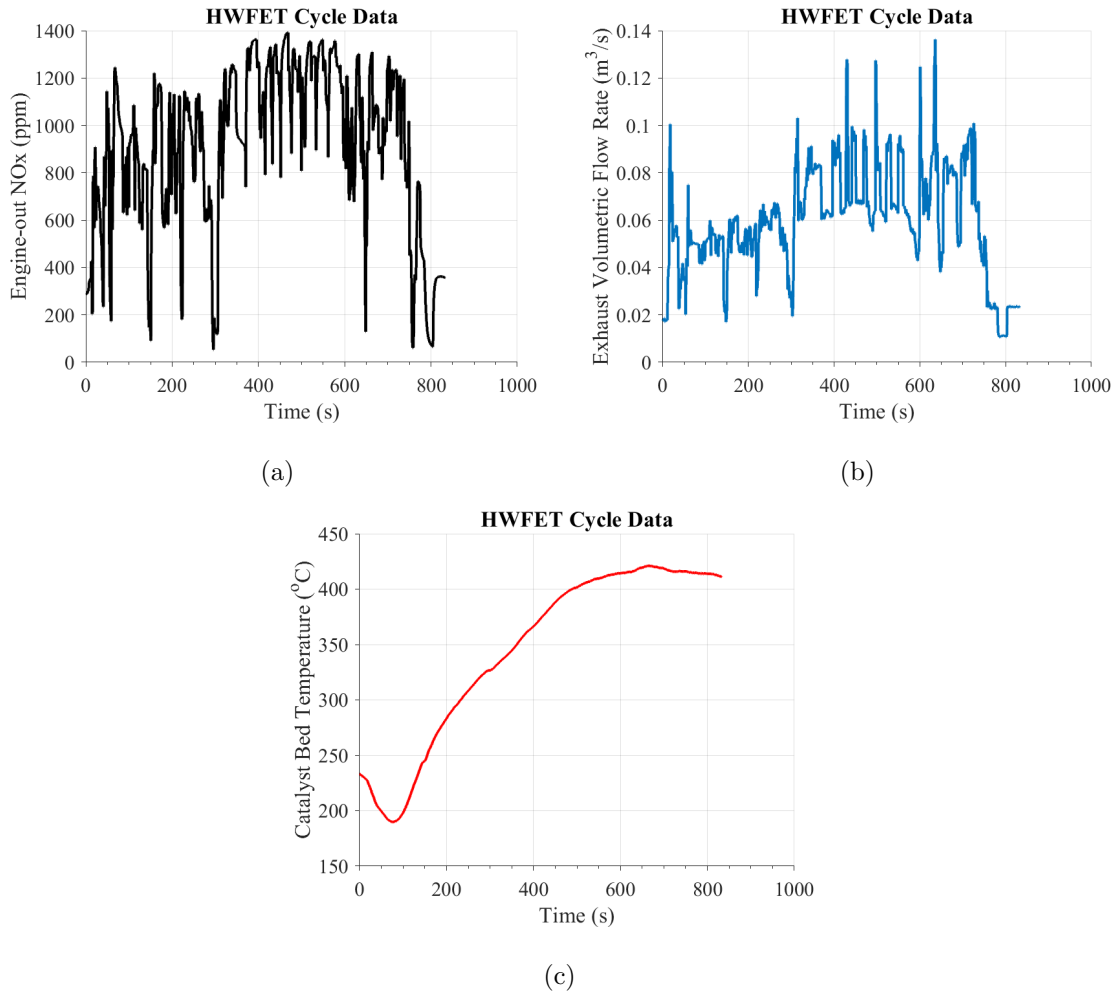 HWFET Cycle Data
1400
1200
1000
800
600
400
200
0
Engine-out NOx (ppm)
0 200 400 600 800 1000
Time (s)
(a)
HWFET Cycle Data
0.14
0.12
0.1
0.08
0.06
0.04
0.02
0
Exhaust Volumetric Flow Rate (m³/s)
0 200 400 600 800 1000
Time (s)
(b)
HWFET Cycle Data
450
400
350
300
250
200
150
Catalyst Bed Temperature (°C)
0 200 400 600 800 1000
Time (s)
(c)